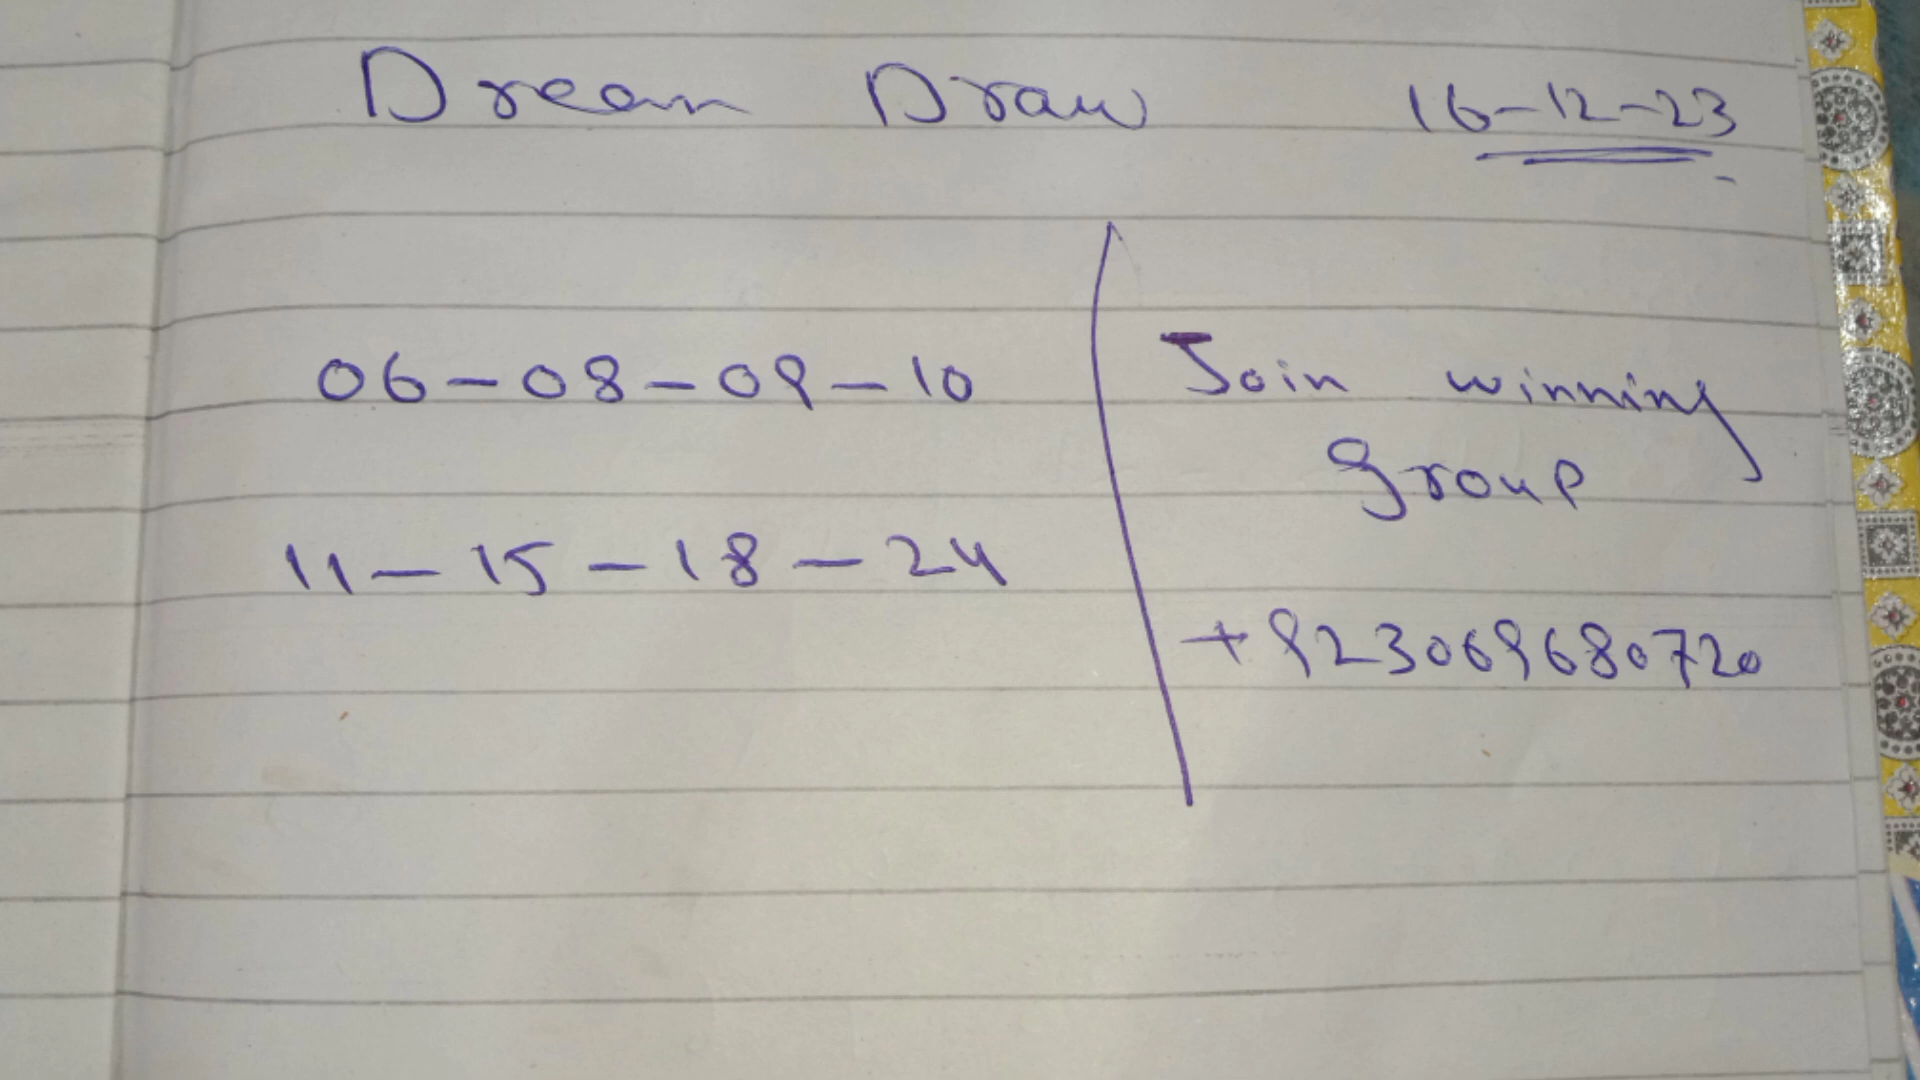 Dream Draw 16-12-23
06-08-09-10
11-15-18-24
Join winning
group
+923069680720